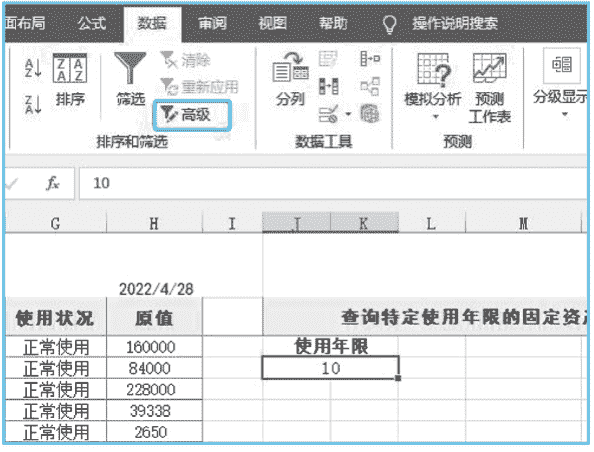 面布局 公式 数据 审阅 视图 帮助 操作说明搜索
排序 筛选 清除 重新应用 高级
分列 模拟分析 预测工作表 分级显示
排序和筛选 数据工具 预测
fx 10
G H I J K L M
2022/4/28
使用状况 原值 查询特定使用年限的固定资
正常使用 160000 使用年限
正常使用 84000 10
正常使用 228000
正常使用 39338
正常使用 2650